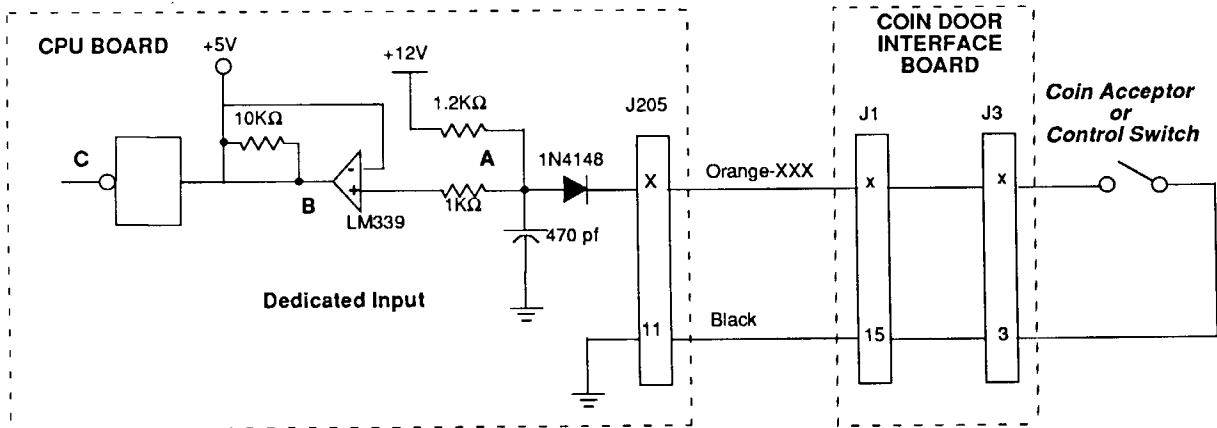 CPU BOARD
+5V
+12V
COIN DOOR
INTERFACE
BOARD
1.2KΩ
J205
J1
J3
Coin Acceptor
or
Control Switch
10KΩ
C
A
1N4148
-
+
X
Orange-XXX
x
x
B
LM339
1KΩ
470 pf
Dedicated Input
11
Black
15
3